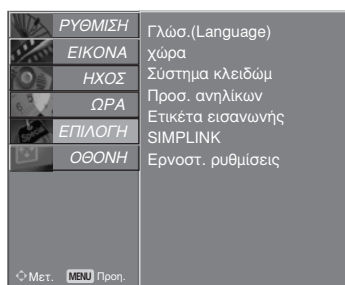 ΡΥΘΜΙΣΗ
ΕΙΚΟΝΑ
ΗΧΟΣ
ΩΡΑ
ΕΠΙΛΟΓΗ
ΟΘΟΝΗ
Γλώσ.(Language)
χώρα
Σύστημα κλειδώμ
Προσ. ανηλίκων
Ετικέτα εισανωνής
SIMPLINK
Ερνοστ. ρυθμίσεις
Μετ. MENU Προη.